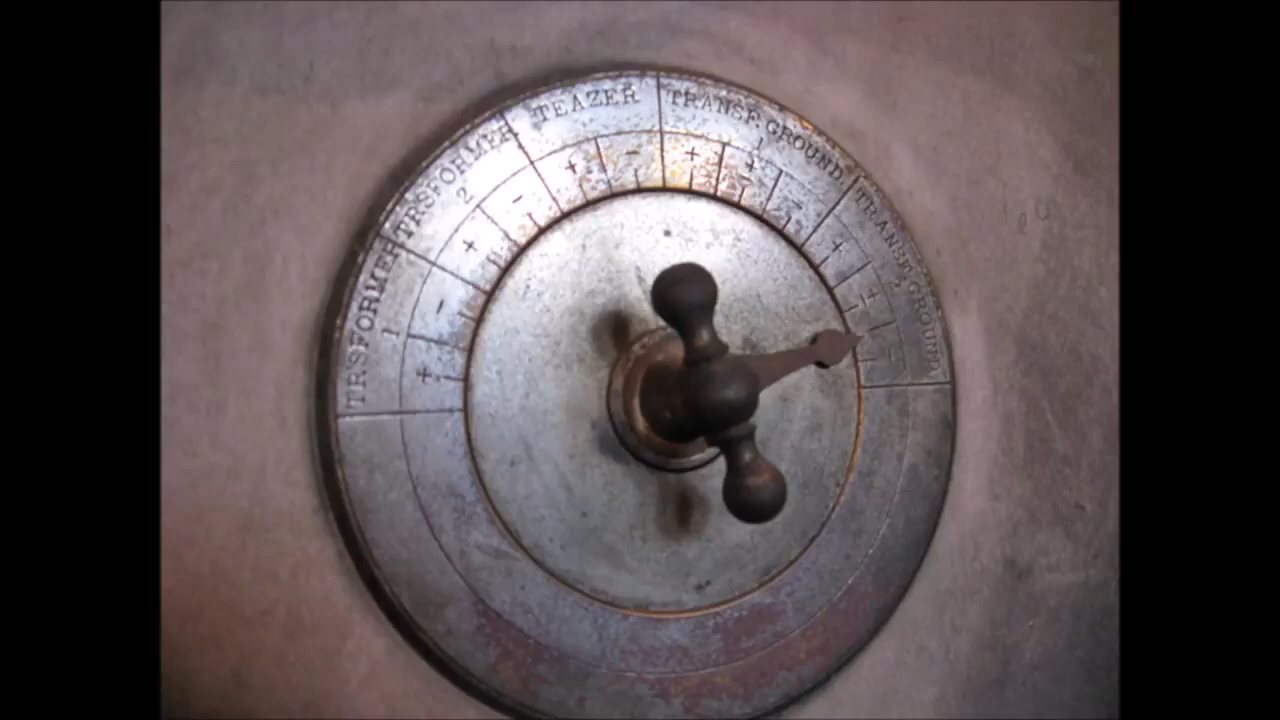 TRSFORMER
1
+ -
TRSFORMER
2
+ -
TEAZER
+ -
TRANSF. GROUND
1
+ ± -
TRANSF. GROUND
2
+ ± -